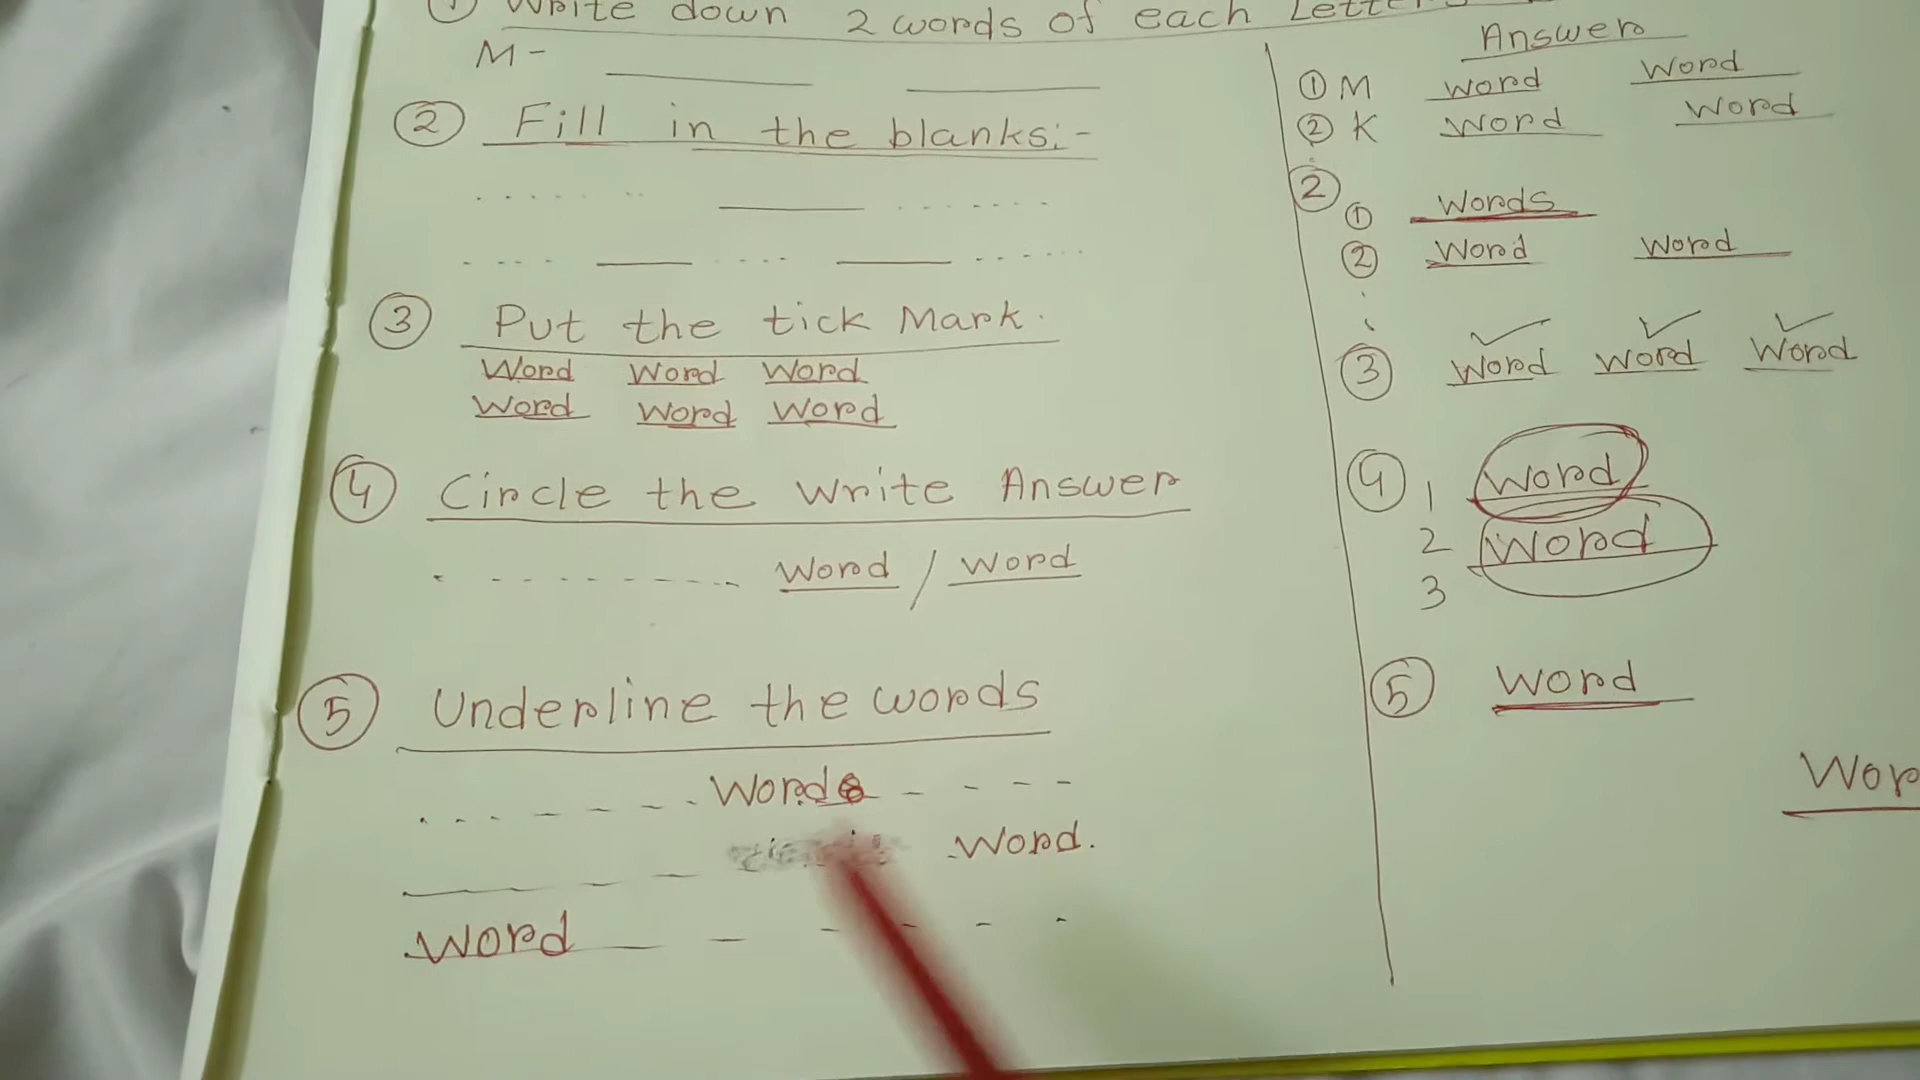 ① Write down 2 words of each Letter
M-
② Fill in the blanks:-
③ Put the tick Mark.
Word Word Word
Word Word Word
④ Circle the Write Answer
Word / Word
⑤ Underline the words
Words
Word.
Word
Answer
① M Word Word
② K Word Word
②
① Words
② Word Word
③ Word Word Word
④ 1 Word
2 Word
3
⑤ Word
Wor